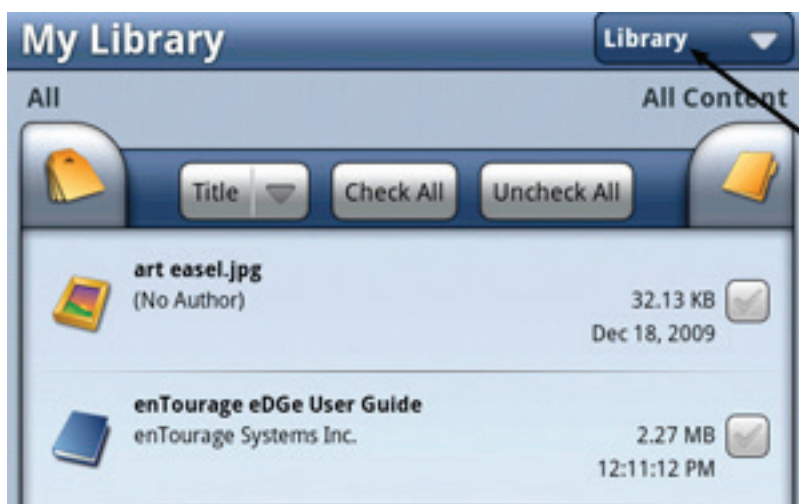 My Library
Library
All
All Content
Title
Check All
Uncheck All
art easel.jpg
(No Author)
32.13 KB
Dec 18, 2009
enTourage eDGe User Guide
enTourage Systems Inc.
2.27 MB
12:11:12 PM